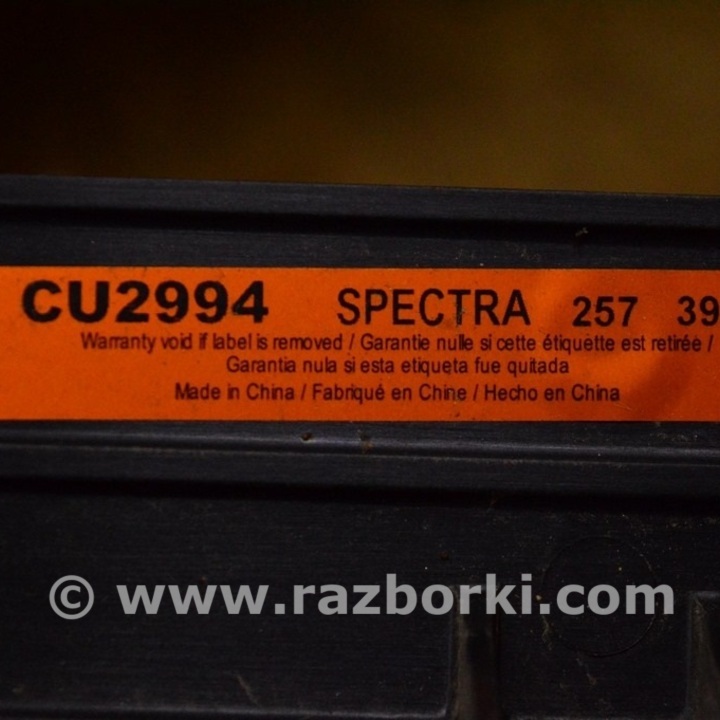 CU2994 SPECTRA 257 39
Warranty void if label is removed / Garantie nulle si cette étiquette est retirée /
Garantia nula si esta etiqueta fue quitada
Made in China / Fabriqué en Chine / Hecho en China
© www.razborki.com